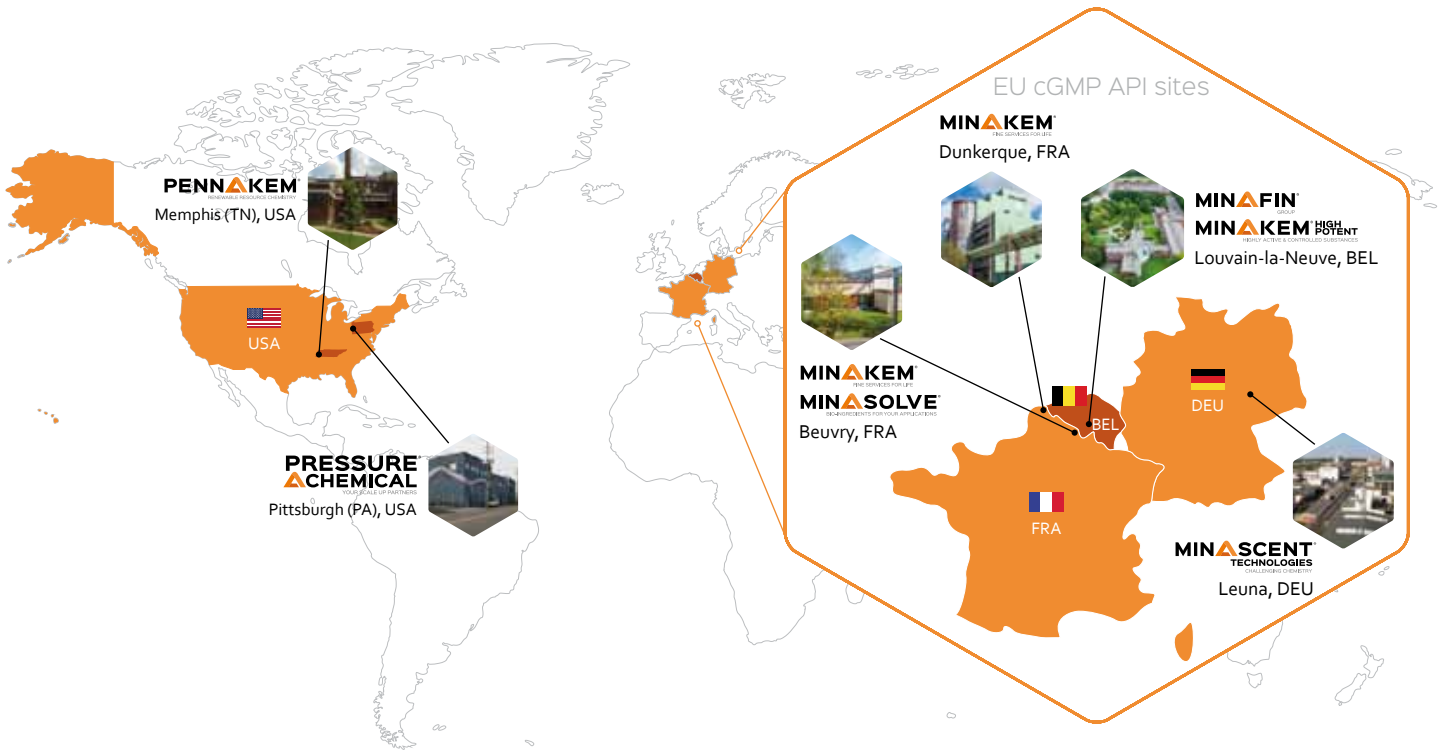 EU cGMP API sites
MINAKEM®
FINE SERVICES FOR LIFE
Dunkerque, FRA
PENNAKEM®
RENEWABLE RESOURCE CHEMISTRY
Memphis (TN), USA
MINAFIN®
GROUP
MINAKEM® HIGH POTENT
HIGHLY ACTIVE & CONTROLLED SUBSTANCES
Louvain-la-Neuve, BEL
USA
MINAKEM®
FINE SERVICES FOR LIFE
MINASOLVE®
BIO-INGREDIENTS FOR YOUR APPLICATIONS
Beuvry, FRA
DEU
BEL
PRESSURE®
CHEMICAL
YOUR SCALE UP PARTNERS
Pittsburgh (PA), USA
FRA
MINASCENT®
TECHNOLOGIES
CHALLENGING CHEMISTRY
Leuna, DEU